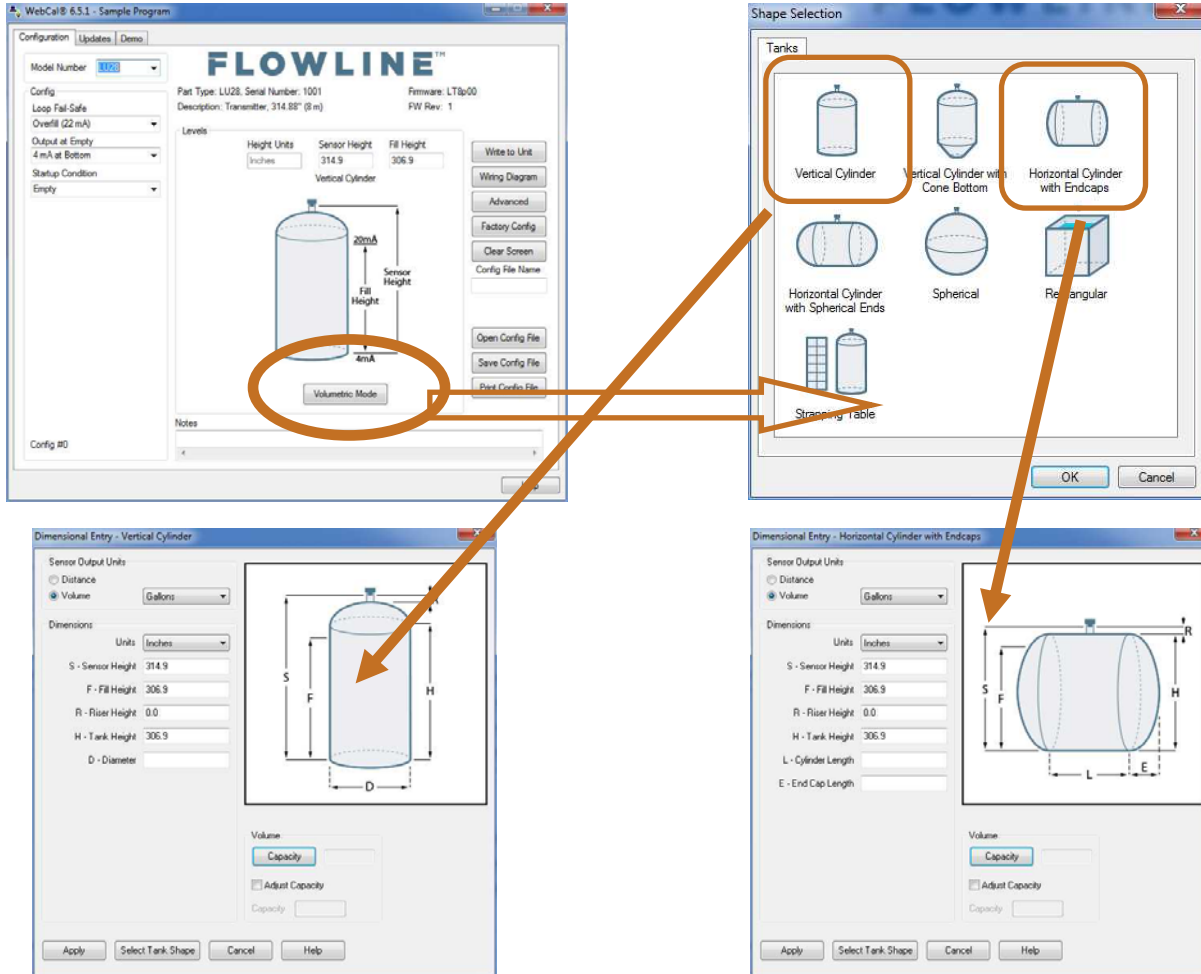 WebCal® 6.5.1 - Sample Program
Configuration Updates Demo
Model Number LU28
FLOWLINE™
Config
Part Type: LU28, Serial Number: 1001 Firmware: LT8p00
Description: Transmitter, 314.88" (8 m) FW Rev: 1
Loop Fail-Safe
Overfill (22 mA)
Output at Empty
4 mA at Bottom
Startup Condition
Empty
Levels
Height Units Sensor Height Fill Height
Inches 314.9 306.9
Vertical Cylinder
20mA
Sensor
Height
Fill
Height
4mA
Volumetric Mode
Write to Unit
Wiring Diagram
Advanced
Factory Config
Clear Screen
Config File Name
Open Config File
Save Config File
Print Config File
Notes
Config #0
Help
Shape Selection
Tanks
Vertical Cylinder
Vertical Cylinder with
Cone Bottom
Horizontal Cylinder
with Endcaps
Horizontal Cylinder
with Spherical Ends
Spherical
Rectangular
Strapping Table
OK Cancel
Dimensional Entry - Vertical Cylinder
Sensor Output Units
Distance
Volume Gallons
Dimensions
Units Inches
S - Sensor Height 314.9
F - Fill Height 306.9
R - Riser Height 0.0
H - Tank Height 306.9
D - Diameter
S
F
R
H
D
Volume
Capacity
Adjust Capacity
Capacity
Apply Select Tank Shape Cancel Help
Dimensional Entry - Horizontal Cylinder with Endcaps
Sensor Output Units
Distance
Volume Gallons
Dimensions
Units Inches
S - Sensor Height 314.9
F - Fill Height 306.9
R - Riser Height 0.0
H - Tank Height 306.9
L - Cylinder Length
E - End Cap Length
R
S
F
H
L
E
Volume
Capacity
Adjust Capacity
Capacity
Apply Select Tank Shape Cancel Help